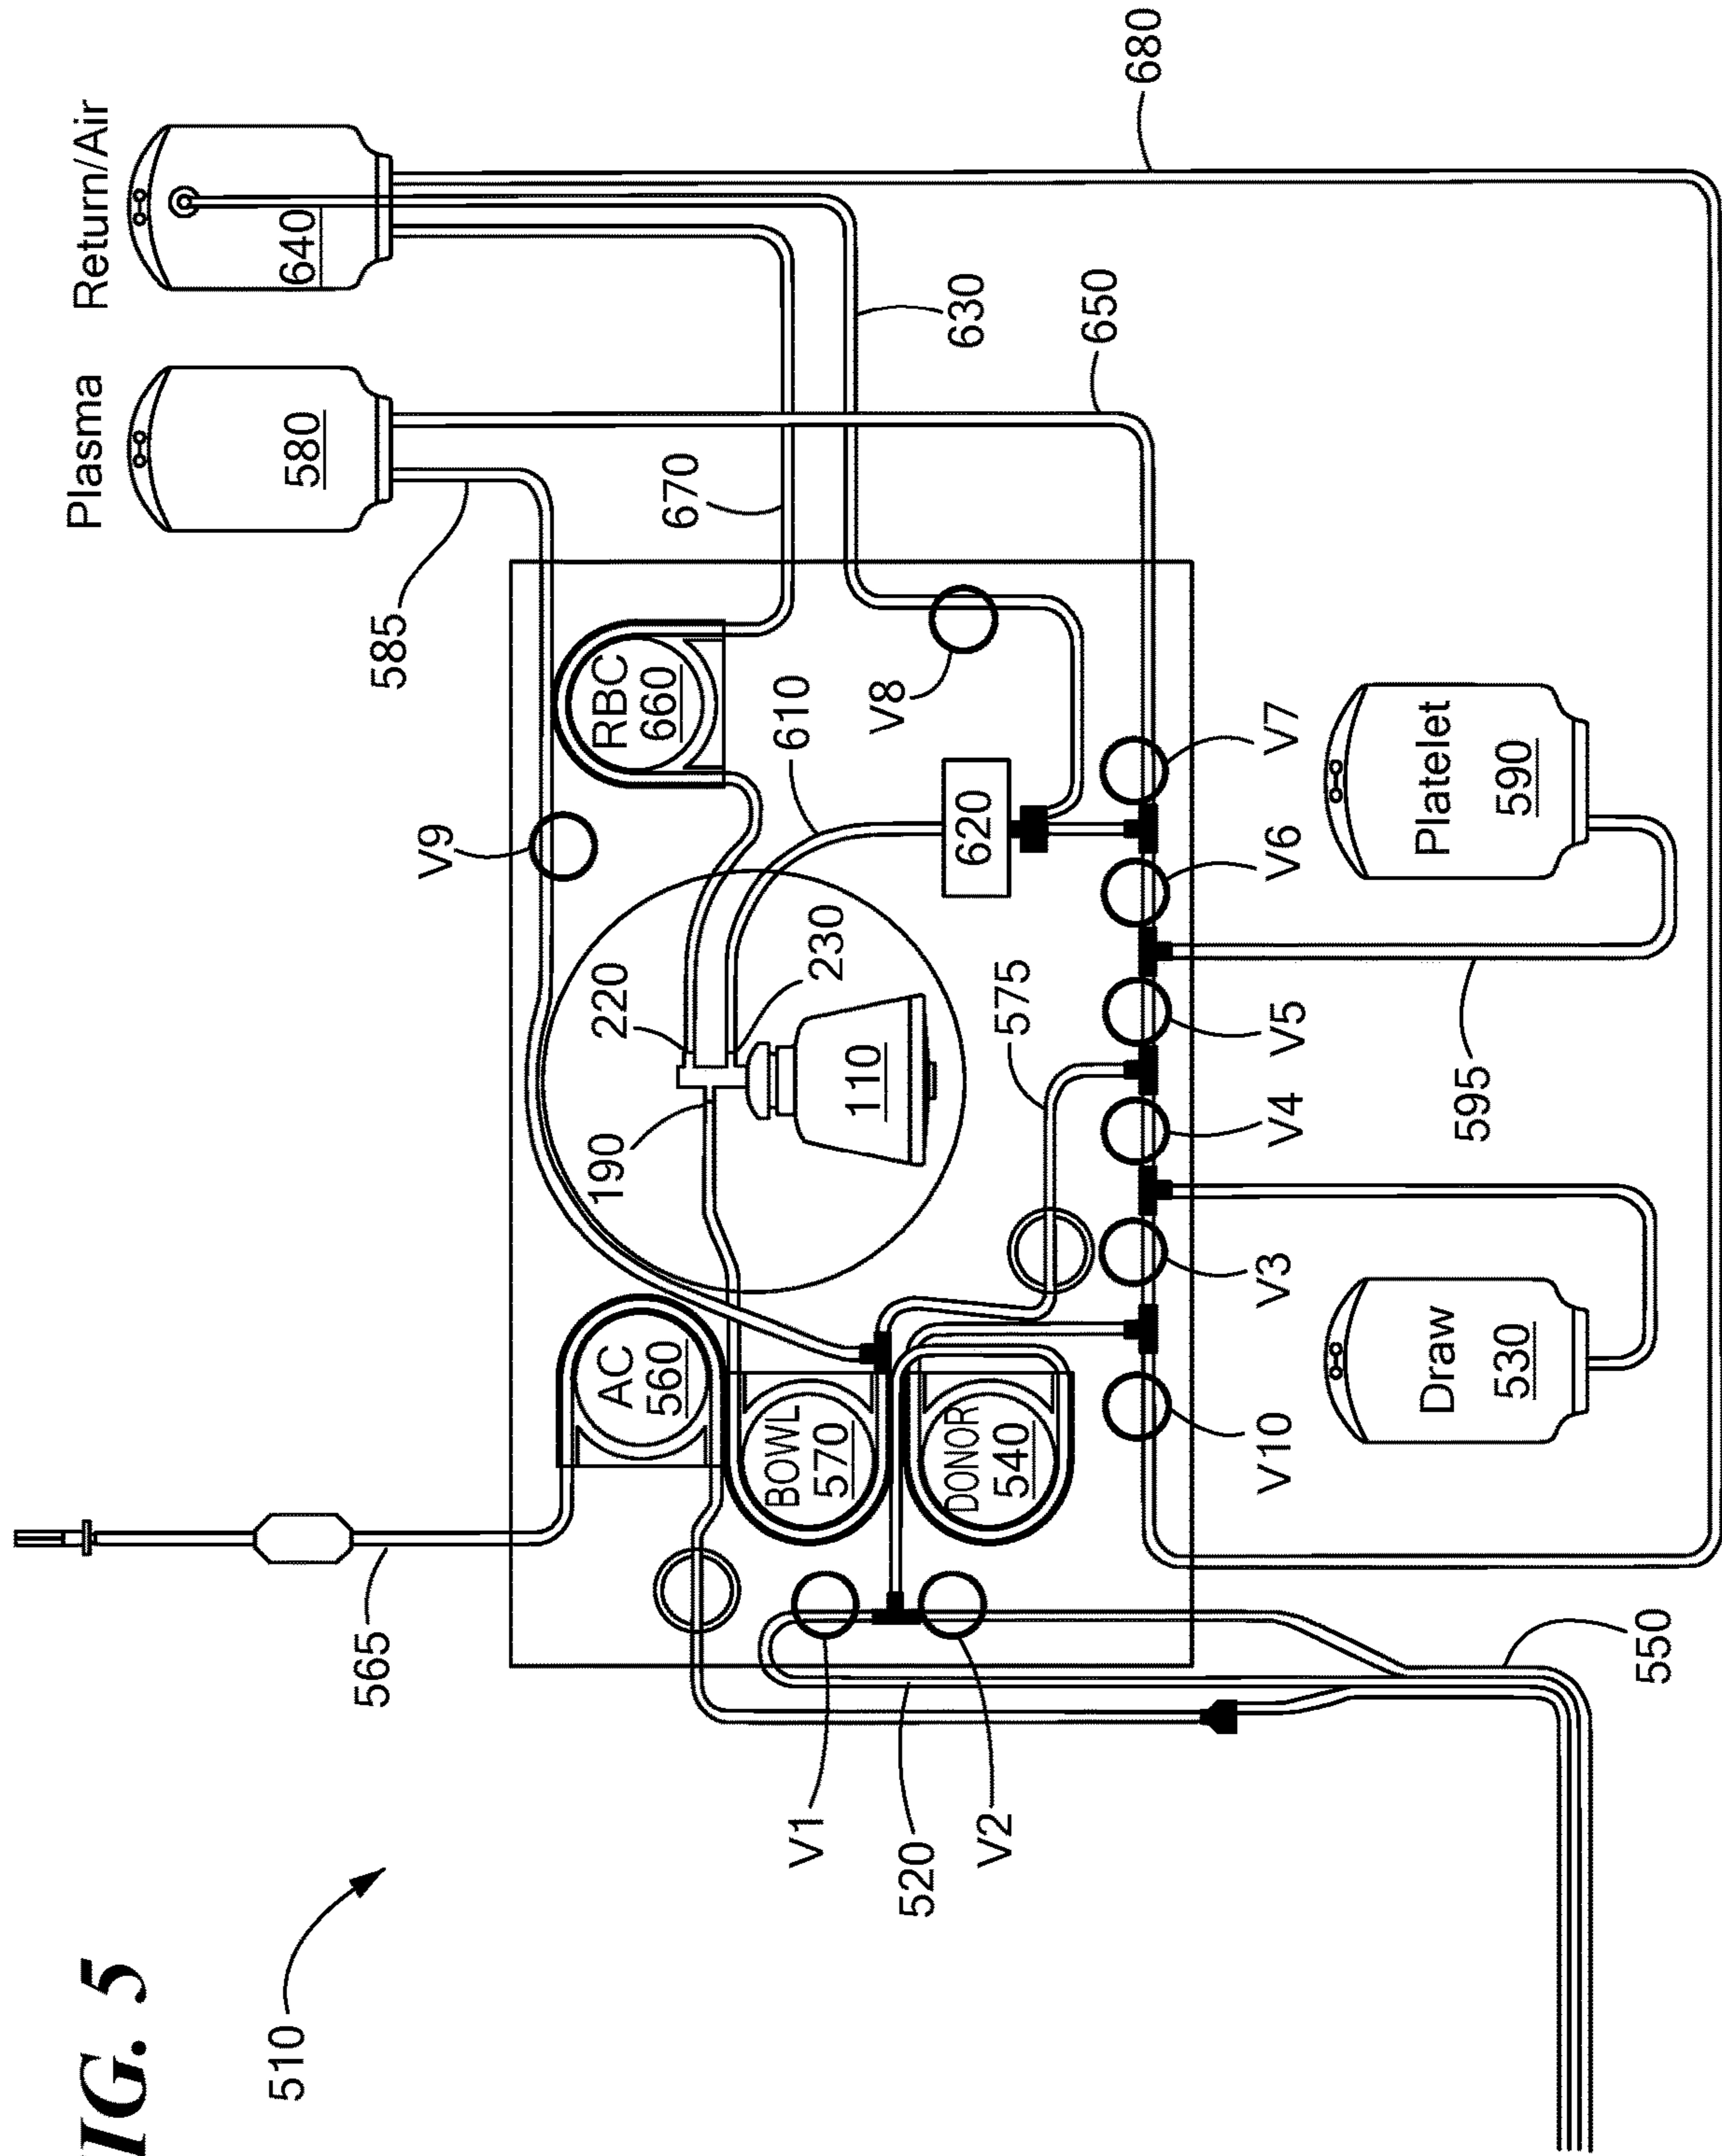 IG. 5
Plasma
Return/Air
510
565
580
640
585
V9
AC
560
RBC
660
190
220
670
V1
BOWL
570
110
230
610
520
V8
630
V2
DONOR
540
575
620
650
680
V10
V3
V4
V5
V6
V7
Draw
530
595
Platelet
590
550